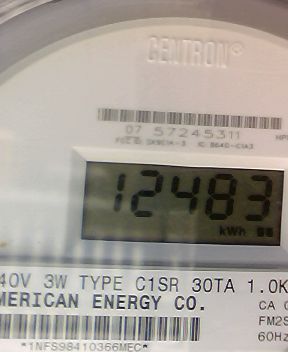 CENTRON®
07 57245311
12483
kWh
40V 3W TYPE C1SR 30TA 1.0K
MERICAN ENERGY CO.
CA
FM2S
60Hz
*1NFS98410366MEC*